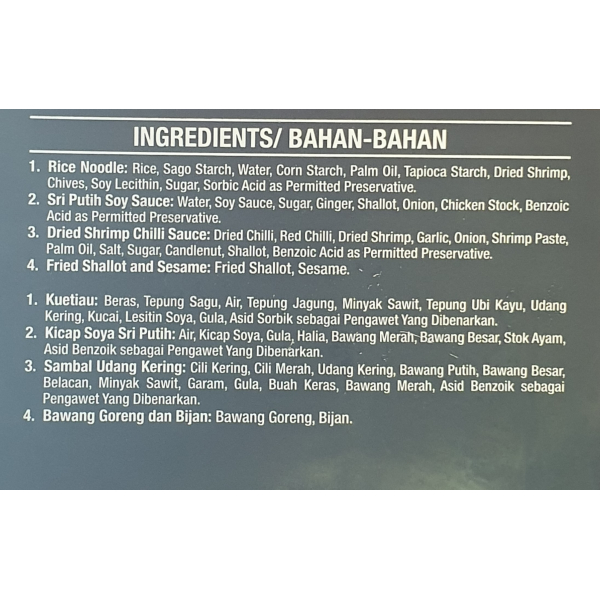 INGREDIENTS/ BAHAN-BAHAN
1. Rice Noodle: Rice, Sago Starch, Water, Corn Starch, Palm Oil, Tapioca Starch, Dried Shrimp,
Chives, Soy Lecithin, Sugar, Sorbic Acid as Permitted Preservative.
2. Sri Putih Soy Sauce: Water, Soy Sauce, Sugar, Ginger, Shallot, Onion, Chicken Stock, Benzoic
Acid as Permitted Preservative.
3. Dried Shrimp Chilli Sauce: Dried Chilli, Red Chilli, Dried Shrimp, Garlic, Onion, Shrimp Paste,
Palm Oil, Salt, Sugar, Candlenut, Shallot, Benzoic Acid as Permitted Preservative.
4. Fried Shallot and Sesame: Fried Shallot, Sesame.
1. Kuetiau: Beras, Tepung Sagu, Air, Tepung Jagung, Minyak Sawit, Tepung Ubi Kayu, Udang
Kering, Kucai, Lesitin Soya, Gula, Asid Sorbik sebagai Pengawet Yang Dibenarkan.
2. Kicap Soya Sri Putih: Air, Kicap Soya, Gula, Halia, Bawang Merah, Bawang Besar, Stok Ayam,
Asid Benzoik sebagai Pengawet Yang Dibenarkan.
3. Sambal Udang Kering: Cili Kering, Cili Merah, Udang Kering, Bawang Putih, Bawang Besar,
Belacan, Minyak Sawit, Garam, Gula, Buah Keras, Bawang Merah, Asid Benzoik sebagai
Pengawet Yang Dibenarkan.
4. Bawang Goreng dan Bijan: Bawang Goreng, Bijan.